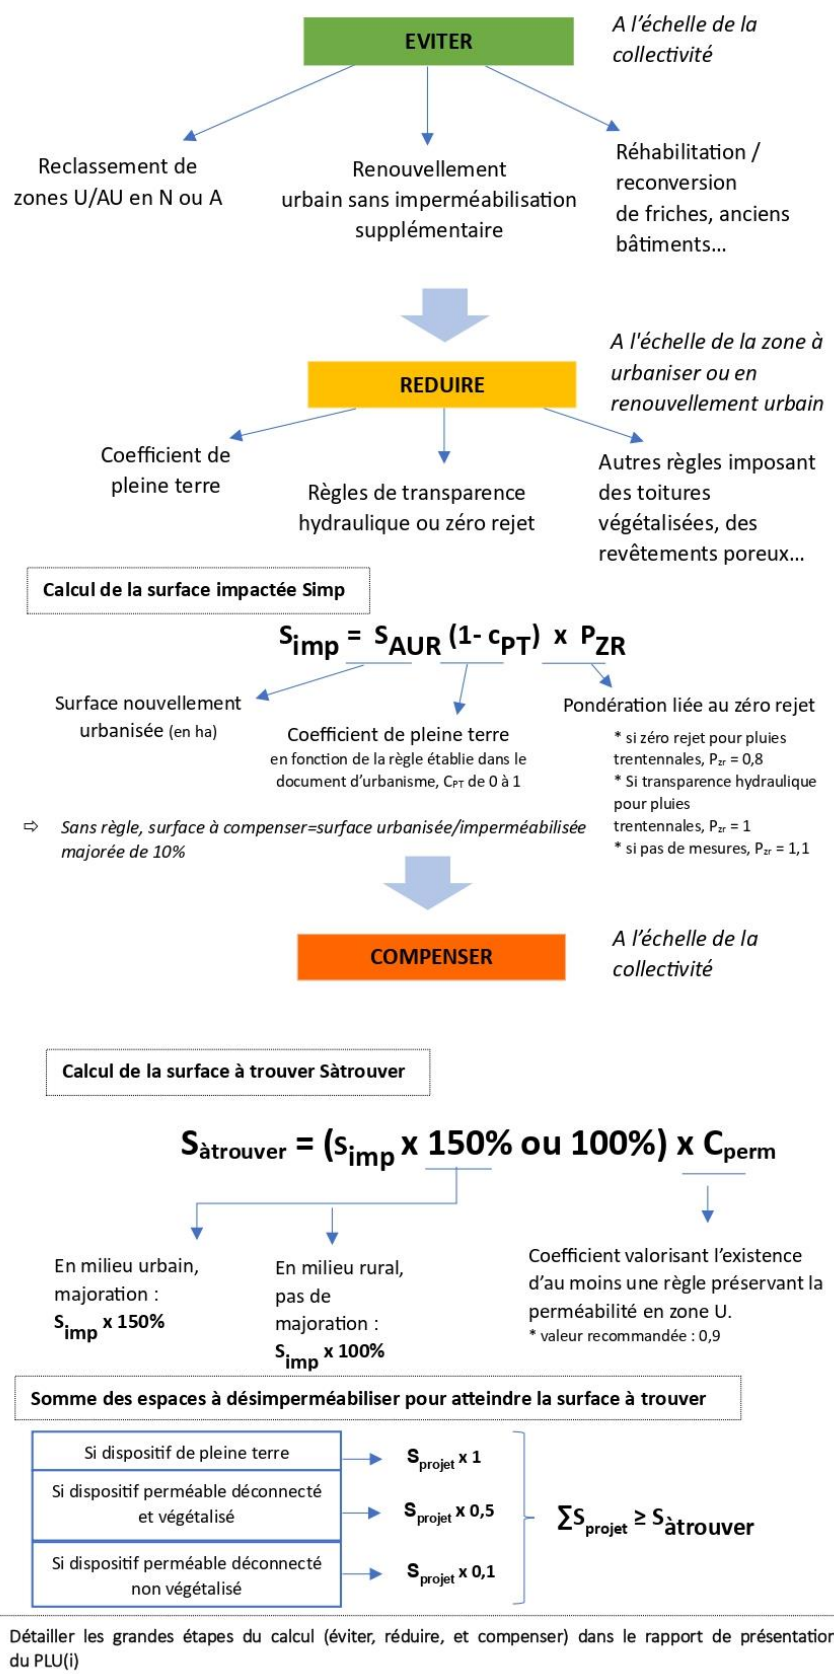 EVITER
A l’échelle de la
collectivité
Reclassement de
zones U/AU en N ou A
Renouvellement
urbain sans imperméabilisation
supplémentaire
Réhabilitation /
reconversion
de friches, anciens
bâtiments...
REDUIRE
A l'échelle de la zone à
urbaniser ou en
renouvellement urbain
Coefficient de
pleine terre
Règles de transparence
hydraulique ou zéro rejet
Autres règles imposant
des toitures
végétalisées, des
revêtements poreux...
Calcul de la surface impactée Simp
Simp = SAUR (1- cPT) x PZR
Surface nouvellement
urbanisée (en ha)
Coefficient de pleine terre
en fonction de la règle établie dans le
document d’urbanisme, CPT de 0 à 1
Pondération liée au zéro rejet
* si zéro rejet pour pluies
trentennales, Pzr = 0,8
* Si transparence hydraulique
pour pluies
trentennales, Pzr = 1
* si pas de mesures, Pzr = 1,1
⇨ Sans règle, surface à compenser=surface urbanisée/imperméabilisée
majorée de 10%
COMPENSER
A l’échelle de la
collectivité
Calcul de la surface à trouver Sàtrouver
Sàtrouver = (simp x 150% ou 100%) x Cperm
En milieu urbain,
majoration :
Simp x 150%
En milieu rural,
pas de
majoration :
Simp x 100%
Coefficient valorisant l’existence
d’au moins une règle préservant la
perméabilité en zone U.
* valeur recommandée : 0,9
Somme des espaces à désimperméabiliser pour atteindre la surface à trouver
Si dispositif de pleine terre
Sprojet x 1
Si dispositif perméable déconnecté
et végétalisé
Sprojet x 0,5
Si dispositif perméable déconnecté
non végétalisé
Sprojet x 0,1
∑Sprojet ≥ Sàtrouver
Détailler les grandes étapes du calcul (éviter, réduire, et compenser) dans le rapport de présentation
du PLU(i)